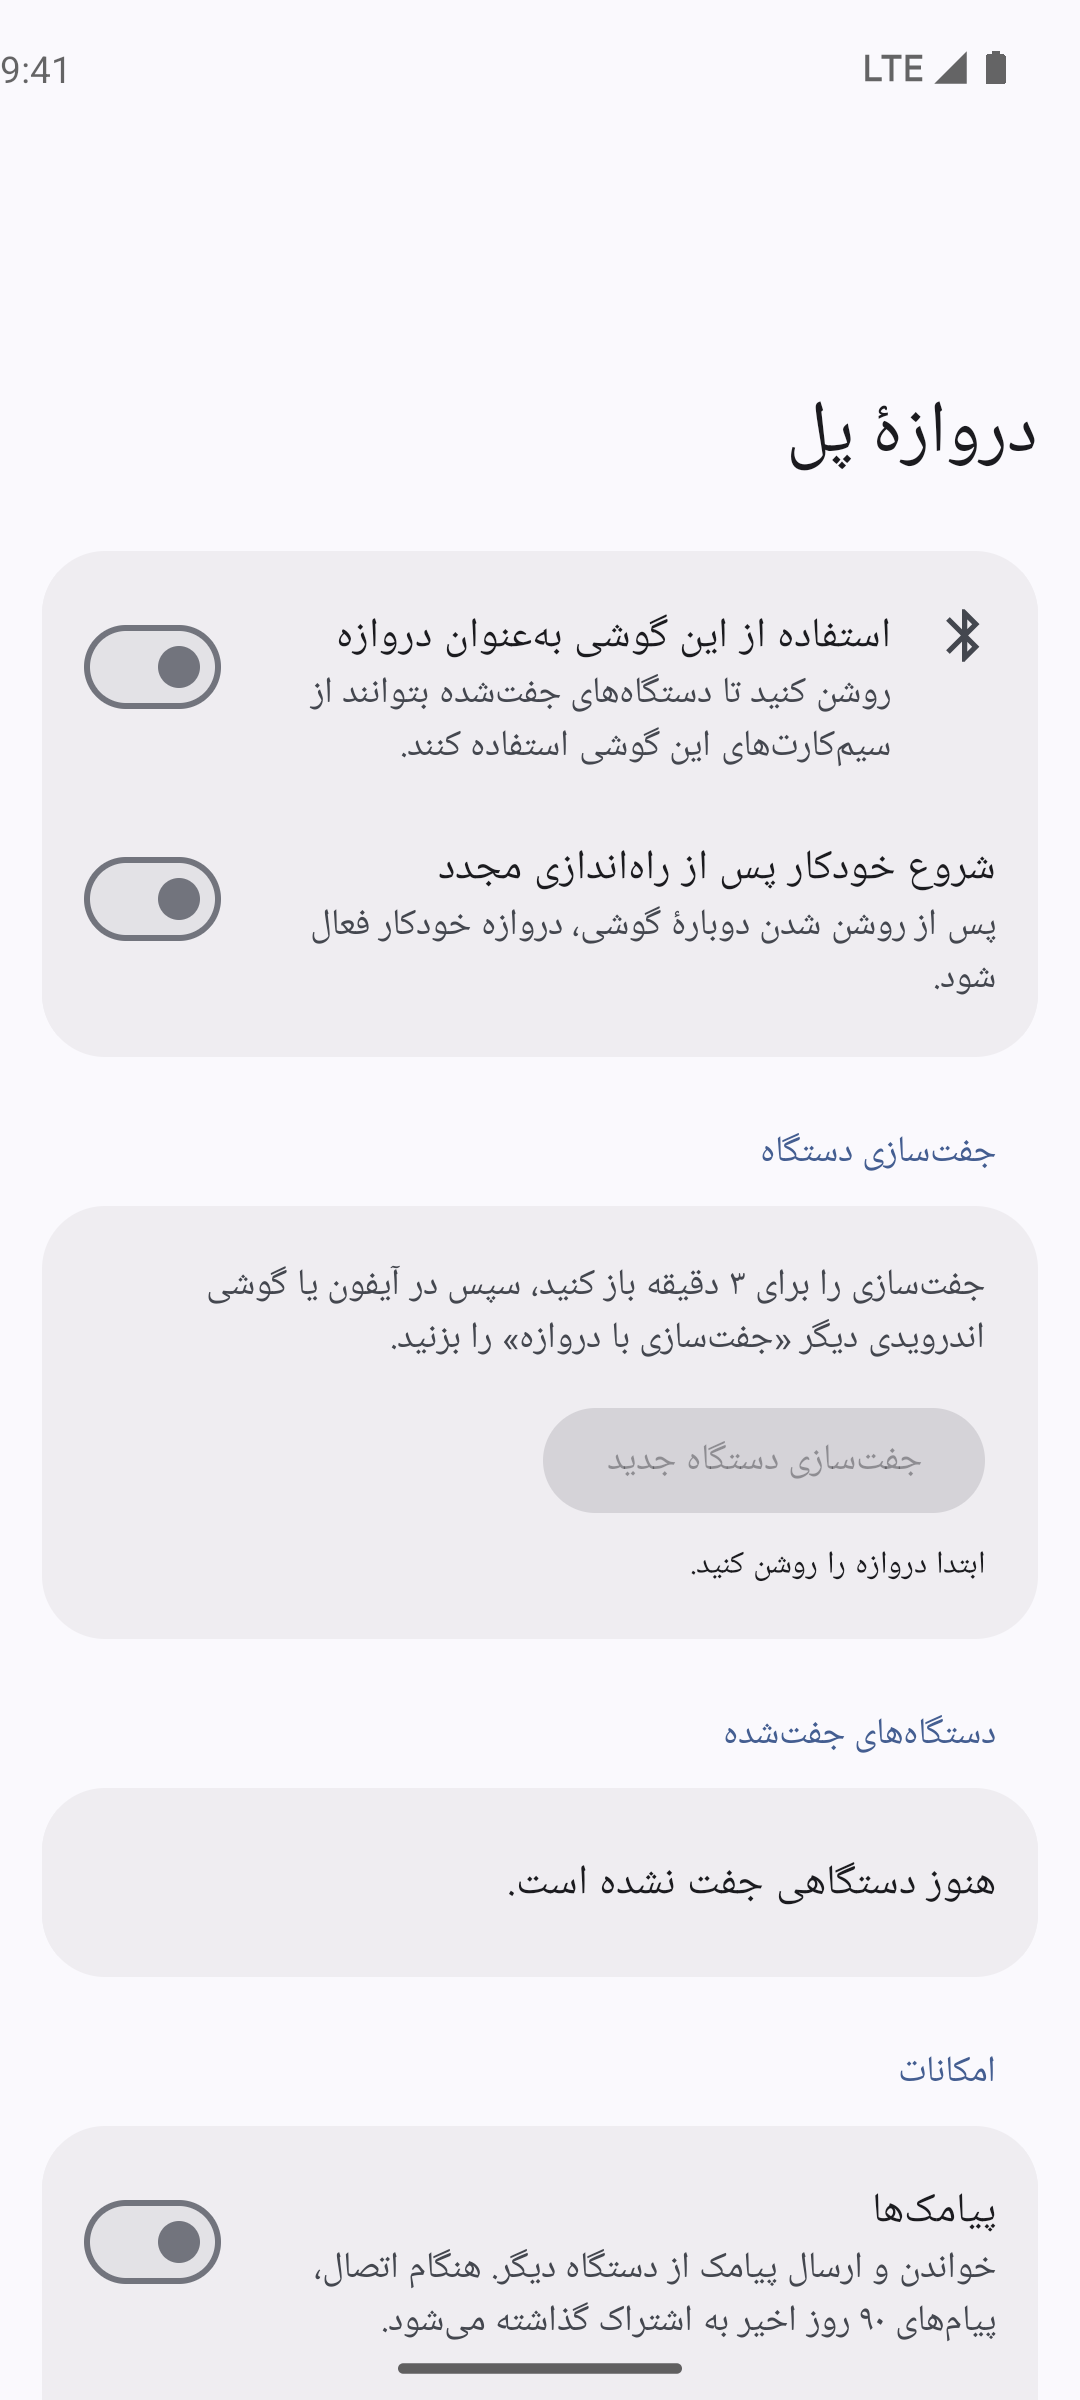 9:41 LTE
دروازهٔ پل
استفاده از این گوشی به‌عنوان دروازه
روشن کنید تا دستگاه‌های جفت‌شده بتوانند از
سیم‌کارت‌های این گوشی استفاده کنند.
شروع خودکار پس از راه‌اندازی مجدد
پس از روشن شدن دوبارهٔ گوشی، دروازه خودکار فعال
شود.
جفت‌سازی دستگاه
جفت‌سازی را برای ۳ دقیقه باز کنید، سپس در آیفون یا گوشی
اندرویدی دیگر «جفت‌سازی با دروازه» را بزنید.
جفت‌سازی دستگاه جدید
ابتدا دروازه را روشن کنید.
دستگاه‌های جفت‌شده
هنوز دستگاهی جفت نشده است.
امکانات
پیامک‌ها
خواندن و ارسال پیامک از دستگاه دیگر. هنگام اتصال،
پیام‌های ۹۰ روز اخیر به اشتراک گذاشته می‌شود.